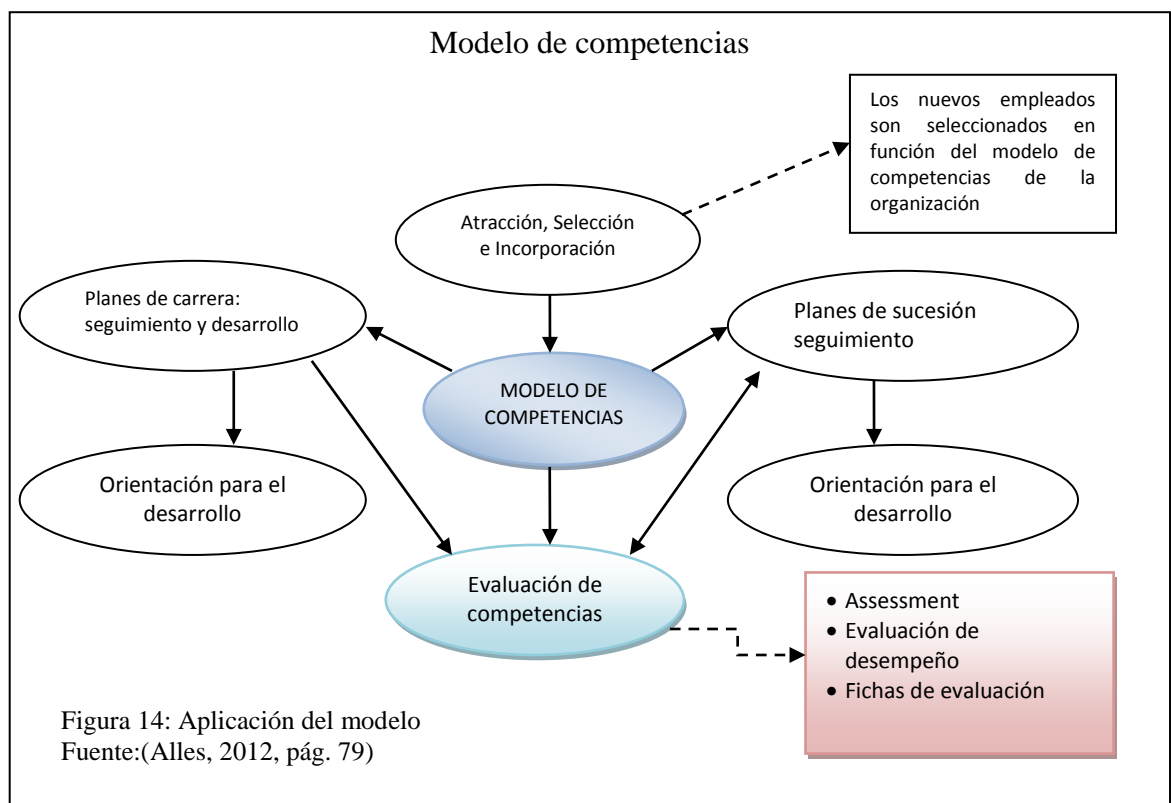 Modelo de competencias
Los nuevos empleados
son seleccionados en
función del modelo de
competencias de la
organización
Atracción, Selección
e Incorporación
Planes de carrera:
seguimiento y desarrollo
Planes de sucesión
seguimiento
MODELO DE
COMPETENCIAS
Orientación para el
desarrollo
Orientación para el
desarrollo
Evaluación de
competencias
• Assessment
• Evaluación de
desempeño
• Fichas de evaluación
Figura 14: Aplicación del modelo
Fuente:(Alles, 2012, pág. 79)